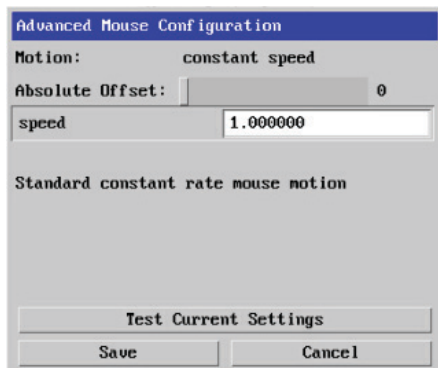 Advanced Mouse Configuration
Motion: constant speed
Absolute Offset: 0
speed 1.000000
Standard constant rate mouse motion
Test Current Settings
Save Cancel